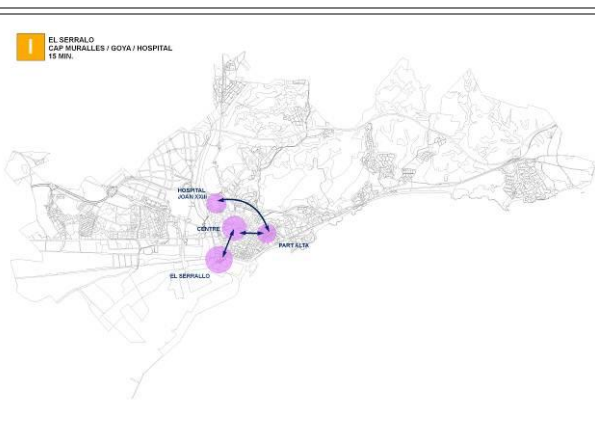 I
EL SERRALO
CAP MURALLES / GOYA / HOSPITAL
15 MIN.
HOSPITAL
JOAN XXIII
CENTRE
PART ALTA
EL SERRALLO